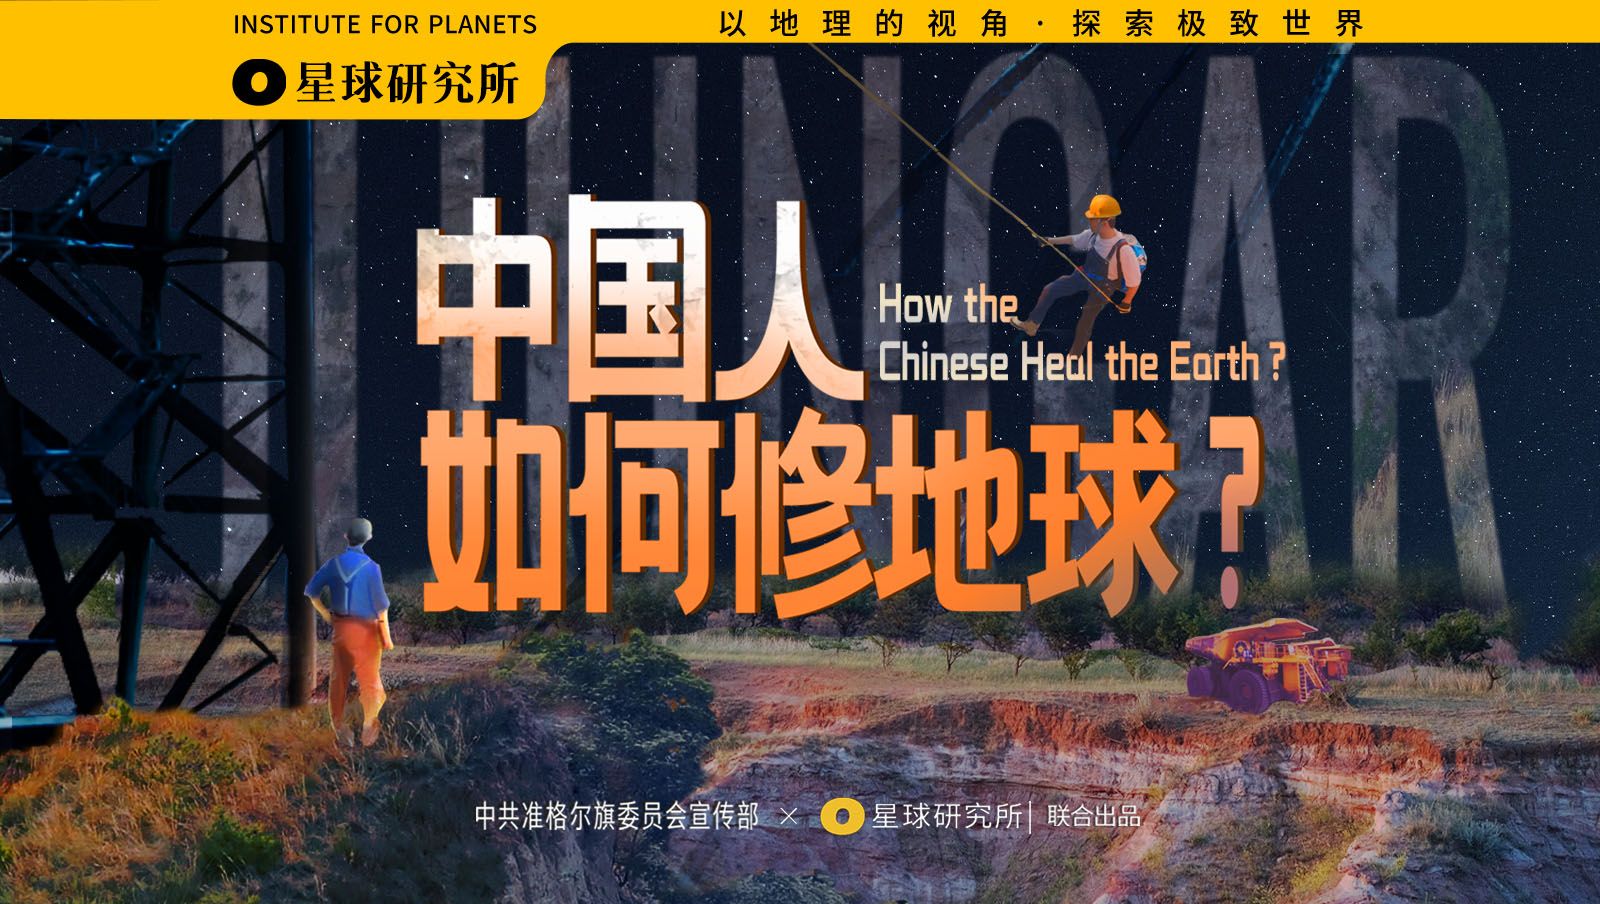 INSTITUTE FOR PLANETS
以地理的视角·探索极致世界
星球研究所
JUNGAR
中国人
How the
Chinese Heal the Earth?
如何修地球?
中共准格尔旗委员会宣传部 × 星球研究所|联合出品